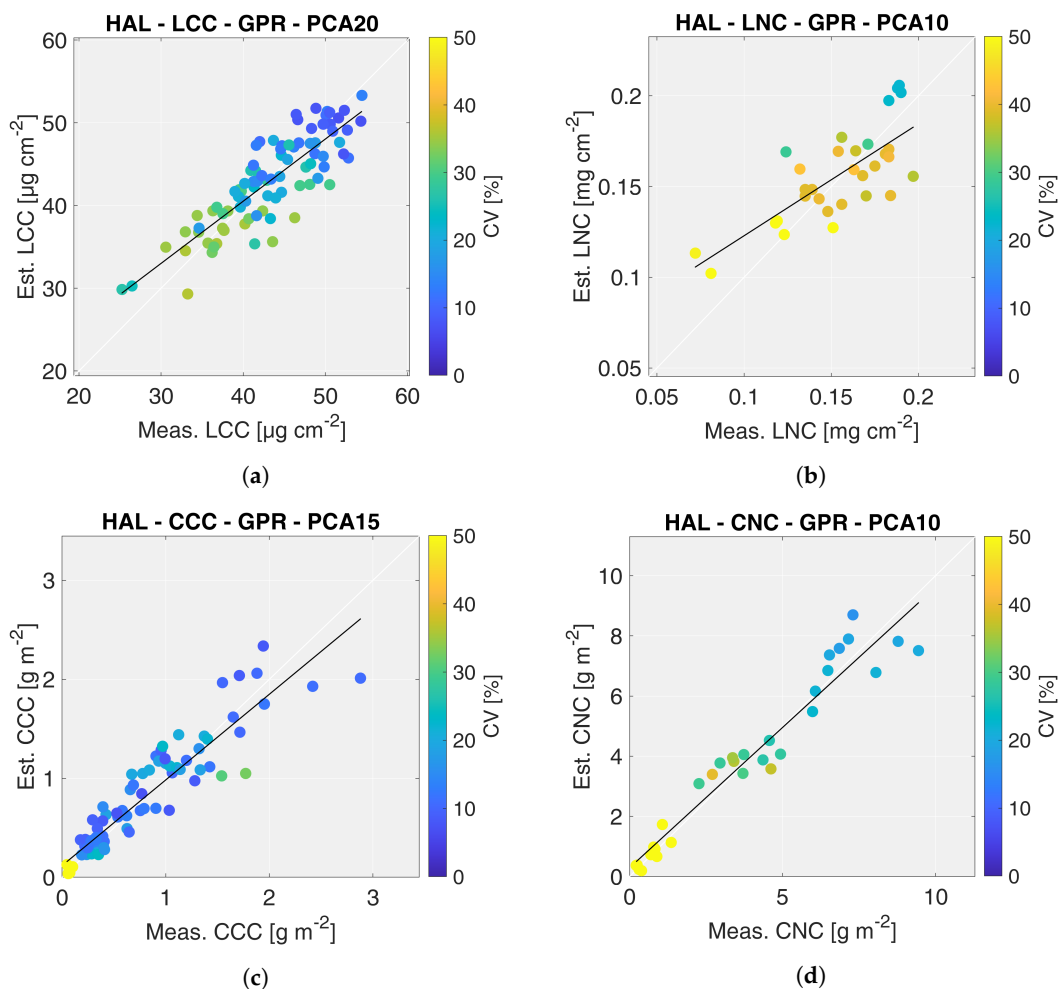 HAL - LCC - GPR - PCA20
60
50
40
30
20
Est. LCC [µg cm-2]
20 30 40 50 60
Meas. LCC [µg cm-2]
50
40
30
20
10
0
CV [%]
(a)
HAL - LNC - GPR - PCA10
0.2
0.15
0.1
0.05
Est. LNC [mg cm-2]
0.05 0.1 0.15 0.2
Meas. LNC [mg cm-2]
50
40
30
20
10
0
CV [%]
(b)
HAL - CCC - GPR - PCA15
3
2
1
0
Est. CCC [g m-2]
0 1 2 3
Meas. CCC [g m-2]
50
40
30
20
10
0
CV [%]
(c)
HAL - CNC - GPR - PCA10
10
8
6
4
2
0
Est. CNC [g m-2]
0 5 10
Meas. CNC [g m-2]
50
40
30
20
10
0
CV [%]
(d)